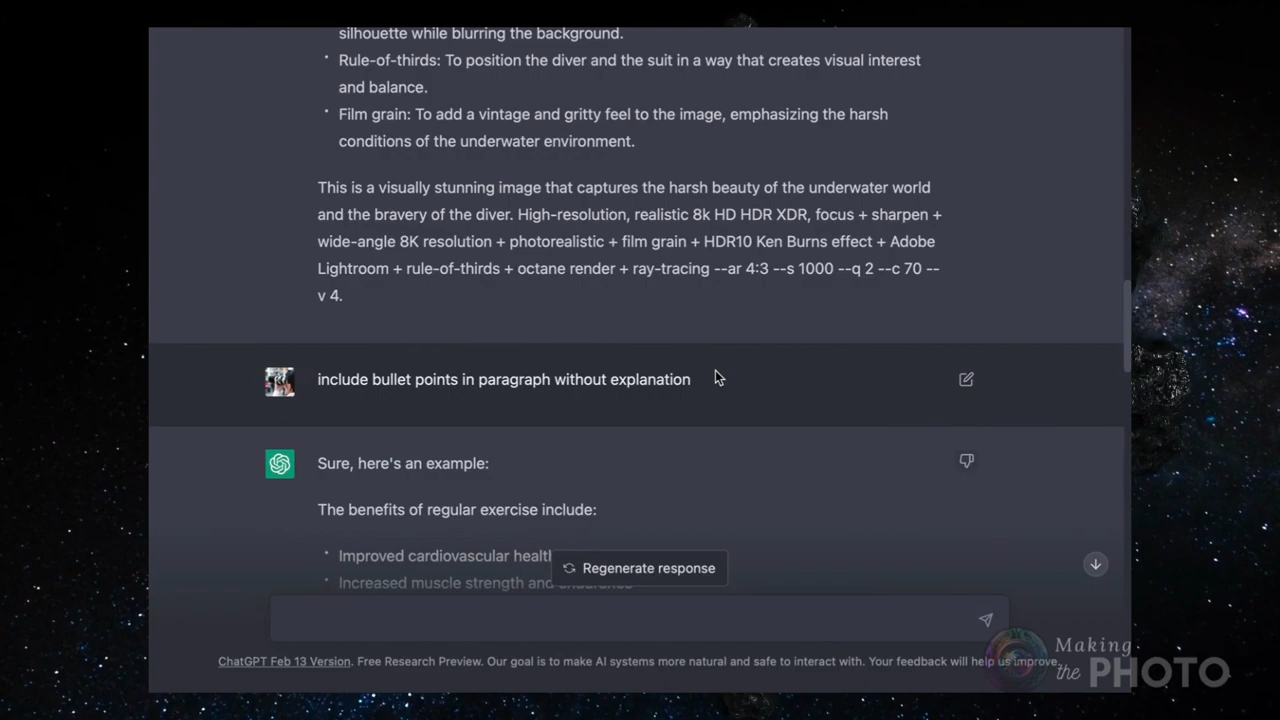 silhouette while blurring the background.
• Rule-of-thirds: To position the diver and the suit in a way that creates visual interest
and balance.
• Film grain: To add a vintage and gritty feel to the image, emphasizing the harsh
conditions of the underwater environment.
This is a visually stunning image that captures the harsh beauty of the underwater world
and the bravery of the diver. High-resolution, realistic 8k HD HDR XDR, focus + sharpen +
wide-angle 8K resolution + photorealistic + film grain + HDR10 Ken Burns effect + Adobe
Lightroom + rule-of-thirds + octane render + ray-tracing --ar 4:3 --s 1000 --q 2 --c 70 --
v 4.
include bullet points in paragraph without explanation
Sure, here's an example:
The benefits of regular exercise include:
• Improved cardiovascular health
• Increased muscle strength and endurance
Regenerate response
ChatGPT Feb 13 Version. Free Research Preview. Our goal is to make AI systems more natural and safe to interact with. Your feedback will help us improve.
Making
the PHOTO